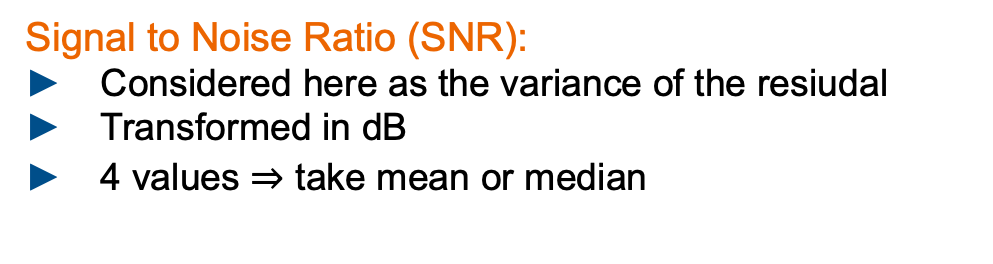 Signal to Noise Ratio (SNR):
► Considered here as the variance of the resiudal
► Transformed in dB
► 4 values ⇒ take mean or median